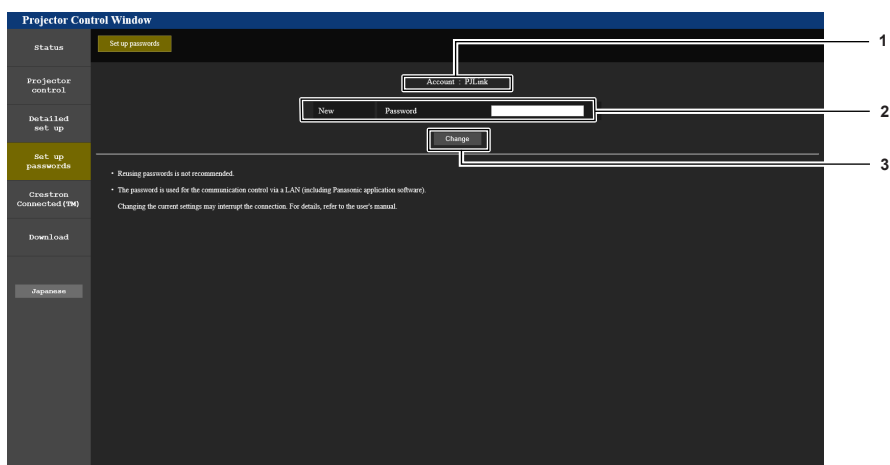 Projector Control Window
Status
Set up passwords
1
Projector
control
Account : PJLink
Detailed
set up
New Password
2
Change
Set up
passwords
3
• Reusing passwords is not recommended.
• The password is used for the communication control via a LAN (including Panasonic application software).
Changing the current settings may interrupt the connection. For details, refer to the user's manual.
Crestron
Connected(TM)
Download
Japanese